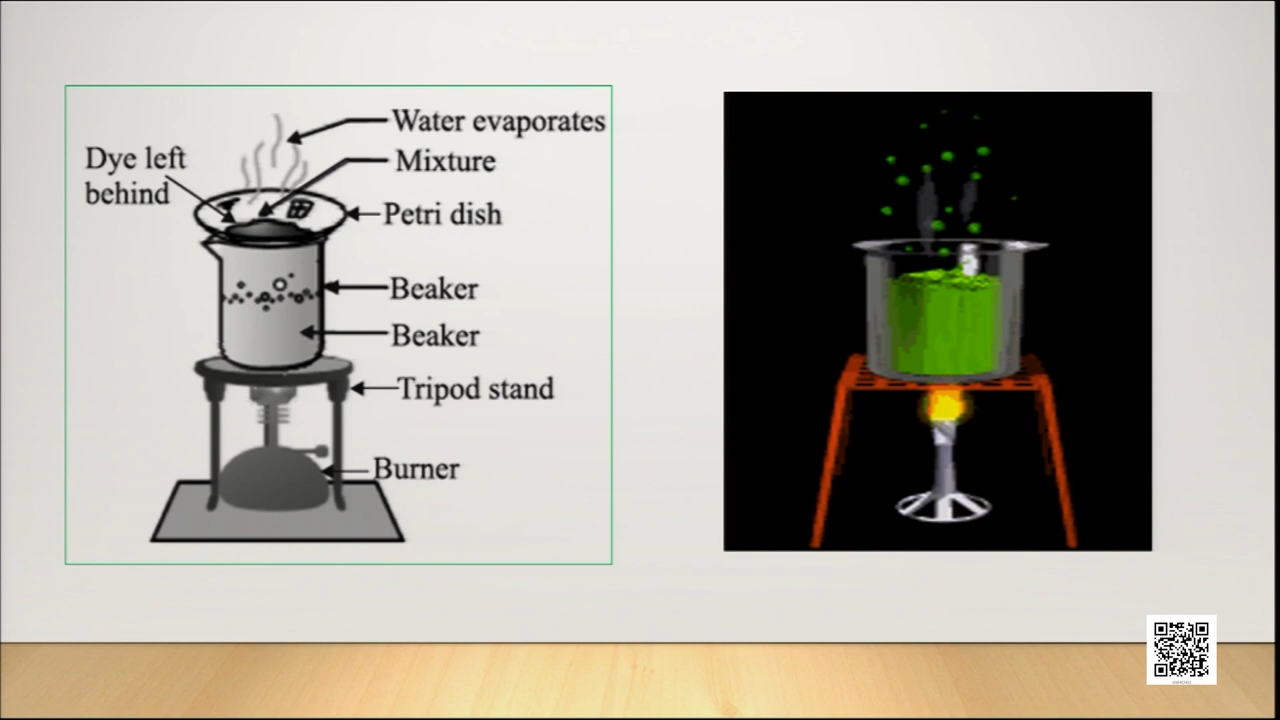 Water evaporates
Dye left
behind
Mixture
Petri dish
Beaker
Beaker
Tripod stand
Burner